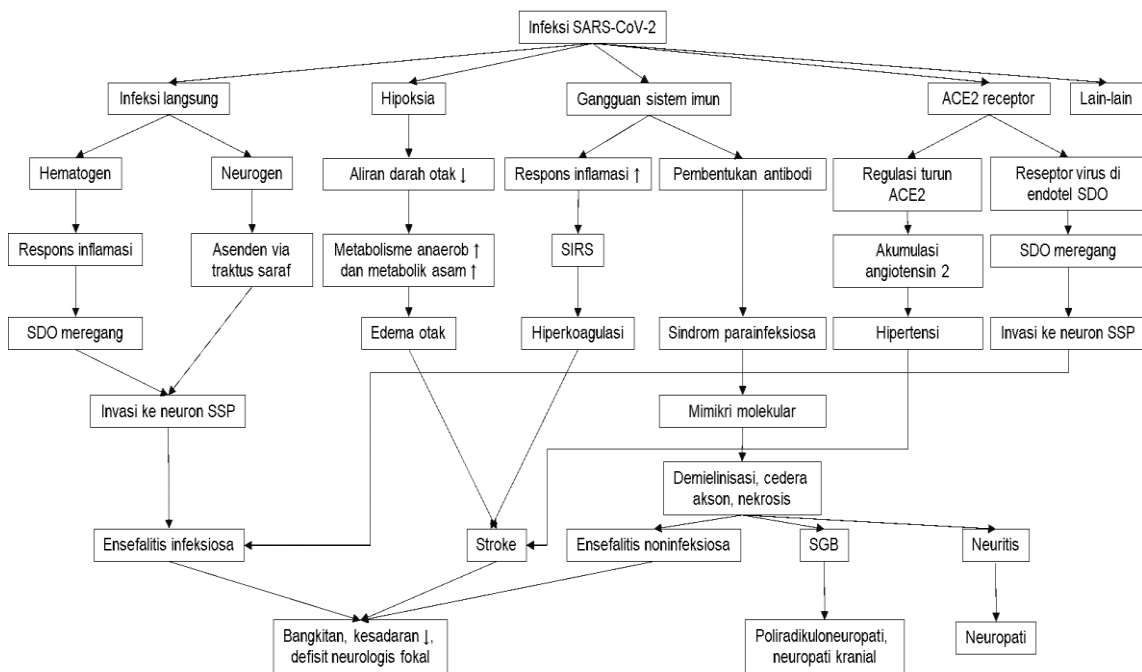 Infeksi SARS-CoV-2
Infeksi langsung
Hipoksia
Gangguan sistem imun
ACE2 receptor
Lain-lain
Hematogen
Neurogen
Aliran darah otak ↓
Respons inflamasi ↑
Pembentukan antibodi
Regulasi turun
ACE2
Reseptor virus di
endotel SDO
Respons inflamasi
Asenden via
traktus saraf
Metabolisme anaerob ↑
dan metabolik asam ↑
SIRS
Akumulasi
angiotensin 2
SDO meregang
SDO meregang
Edema otak
Hiperkoagulasi
Sindrom parainfeksiosa
Hipertensi
Invasi ke neuron SSP
Invasi ke neuron SSP
Mimikri molekular
Demielinisasi, cedera
akson, nekrosis
Ensefalitis infeksiosa
Stroke
Ensefalitis noninfeksiosa
SGB
Neuritis
Bangkitan, kesadaran ↓,
defisit neurologis fokal
Poliradikuloneuropati,
neuropati kranial
Neuropati